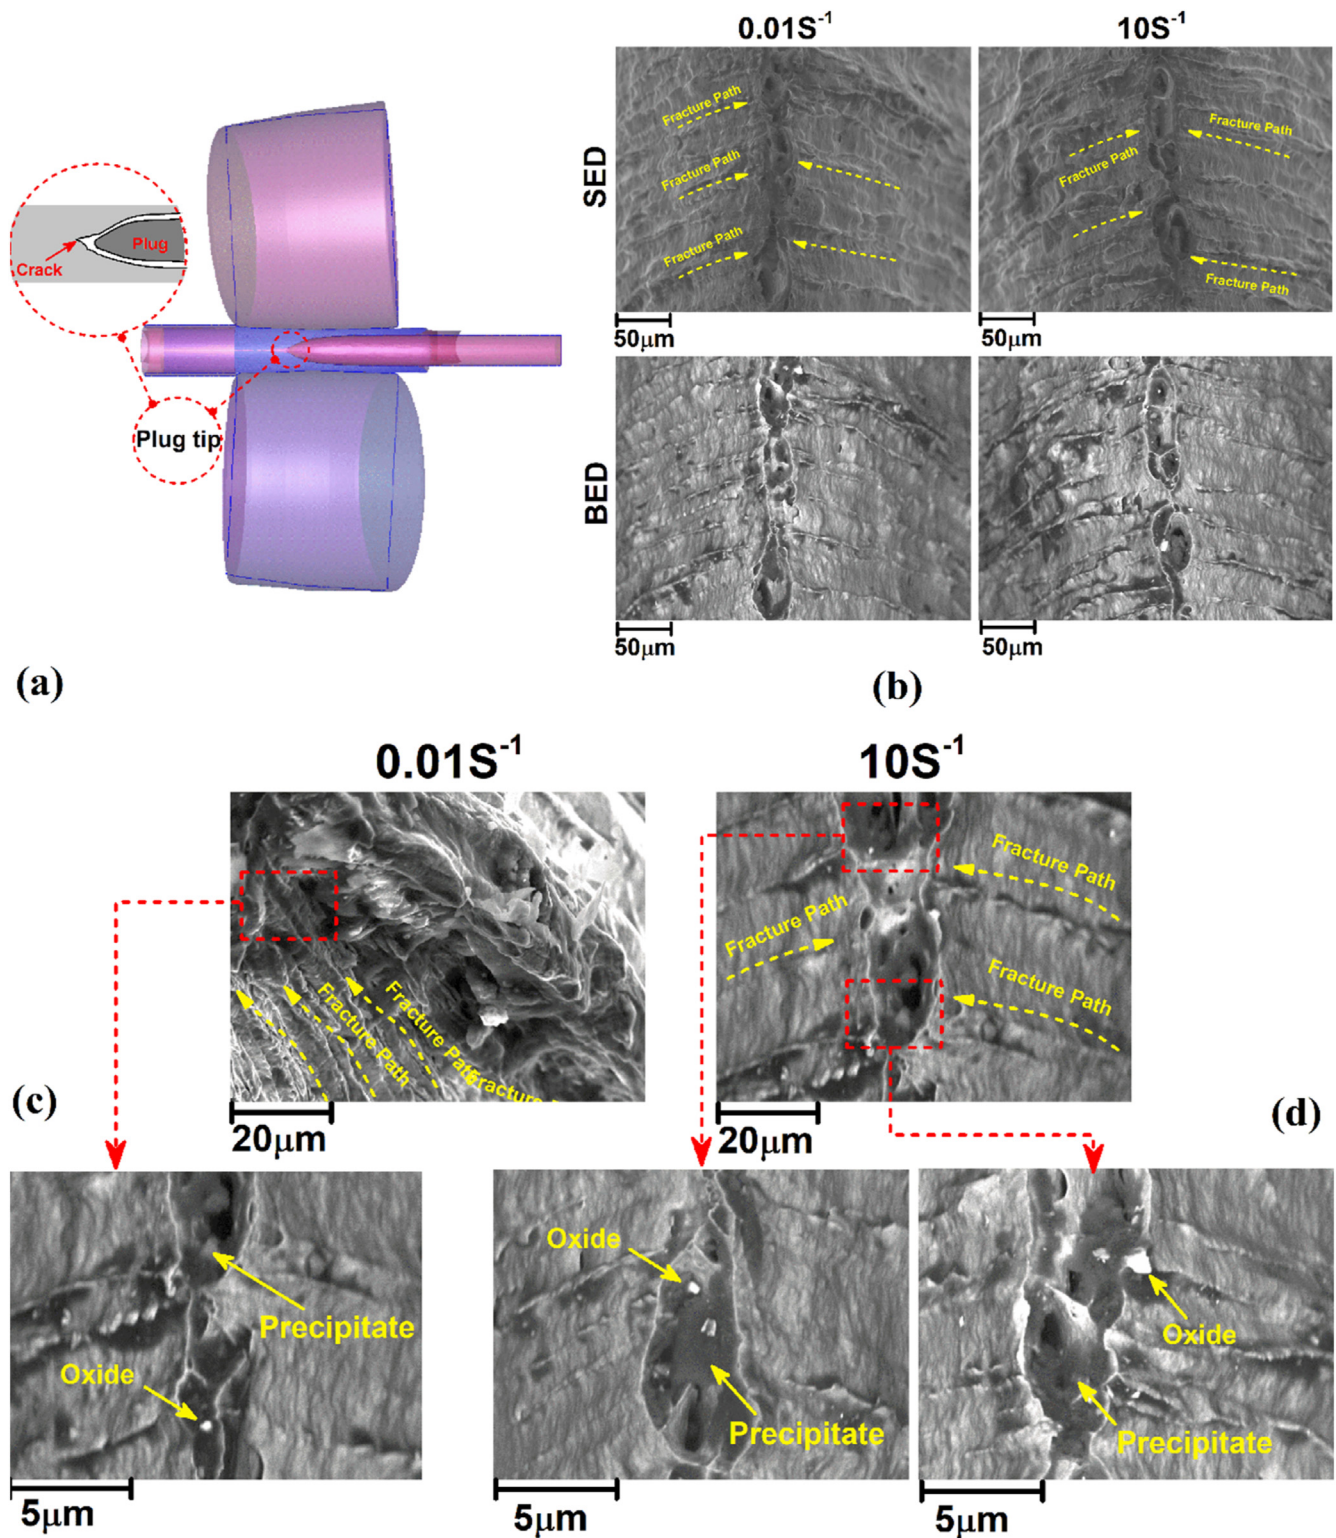 Plug
Crack
Plug tip
(a)
0.01S⁻¹
10S⁻¹
SED
Fracture Path
Fracture Path
Fracture Path
Fracture Path
Fracture Path
Fracture Path
50μm
50μm
BED
50μm
50μm
(b)
0.01S⁻¹
10S⁻¹
Fracture Path
Fracture Path
Fracture
20μm
(c)
Fracture Path
Fracture Path
Fracture Path
20μm
(d)
Precipitate
Oxide
5μm
Oxide
Precipitate
5μm
Oxide
Precipitate
5μm